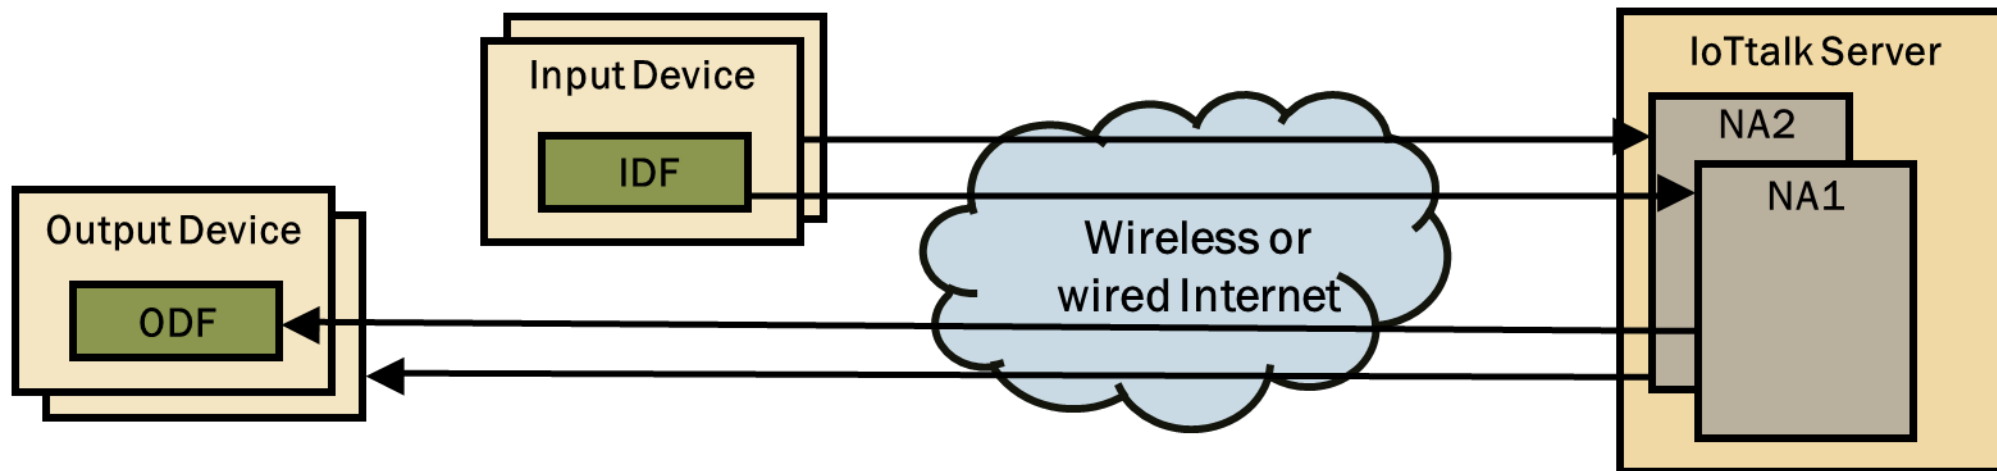 Input Device
IDF
Output Device
ODF
Wireless or
wired Internet
IoTtalk Server
NA2
NA1